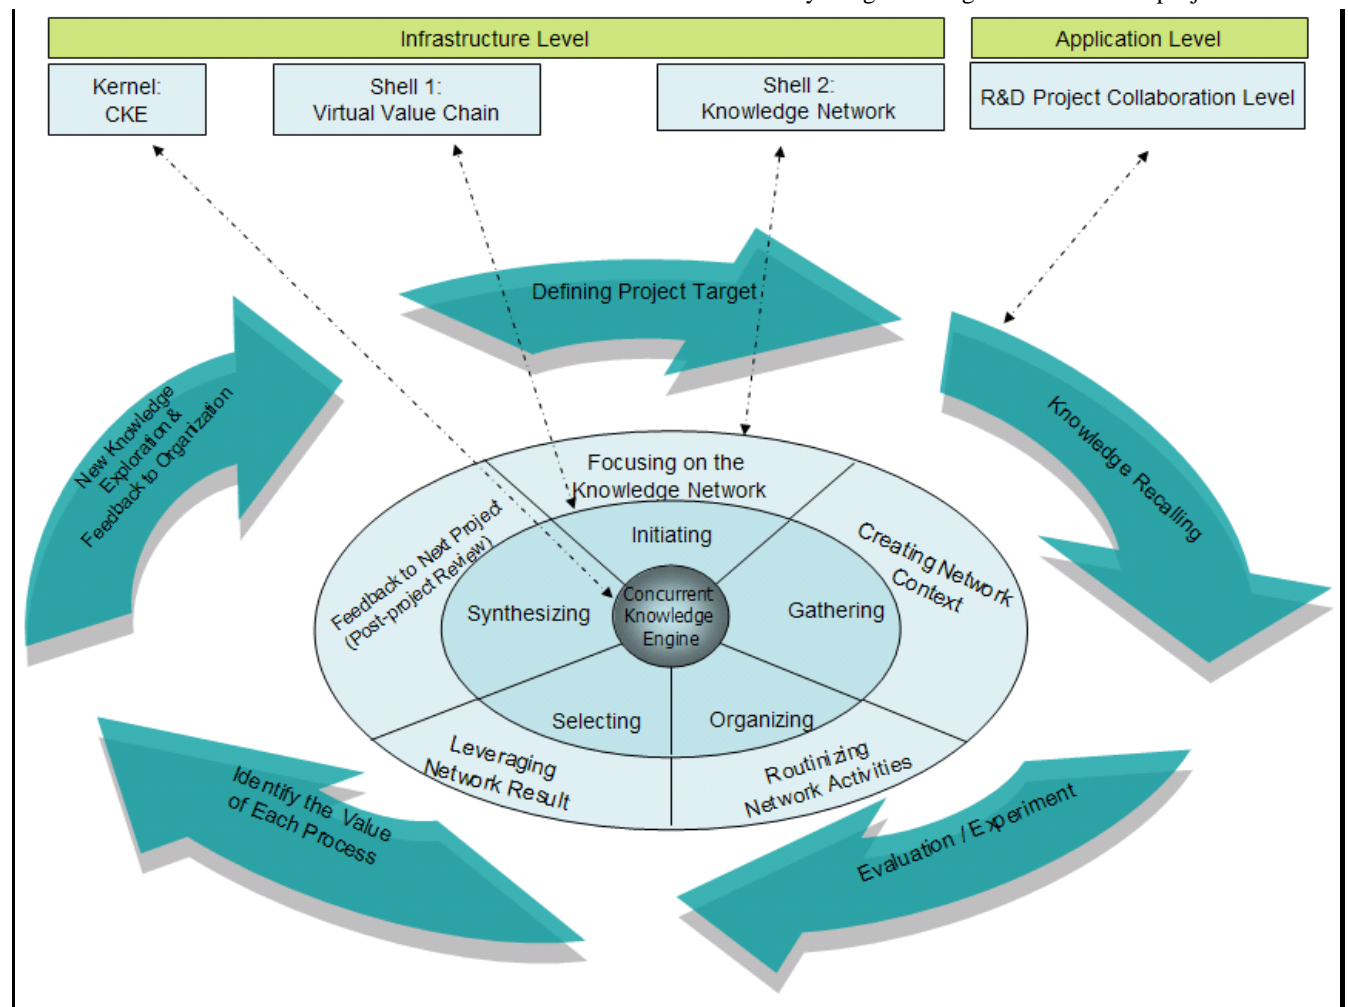 Infrastructure Level
Application Level
Kernel:
CKE
Shell 1:
Virtual Value Chain
Shell 2:
Knowledge Network
R&D Project Collaboration Level
Defining Project Target
New Knowledge
Exploration &
Feedback to Organization
Knowledge Recalling
Focusing on the
Knowledge Network
Feedback to Next Project
(Post-project Review)
Creating Network
Context
Initiating
Synthesizing
Concurrent
Knowledge
Engine
Gathering
Selecting
Organizing
Leveraging
Network Result
Routinizing
Network Activities
Identify the Value
of Each Process
Evaluation / Experiment